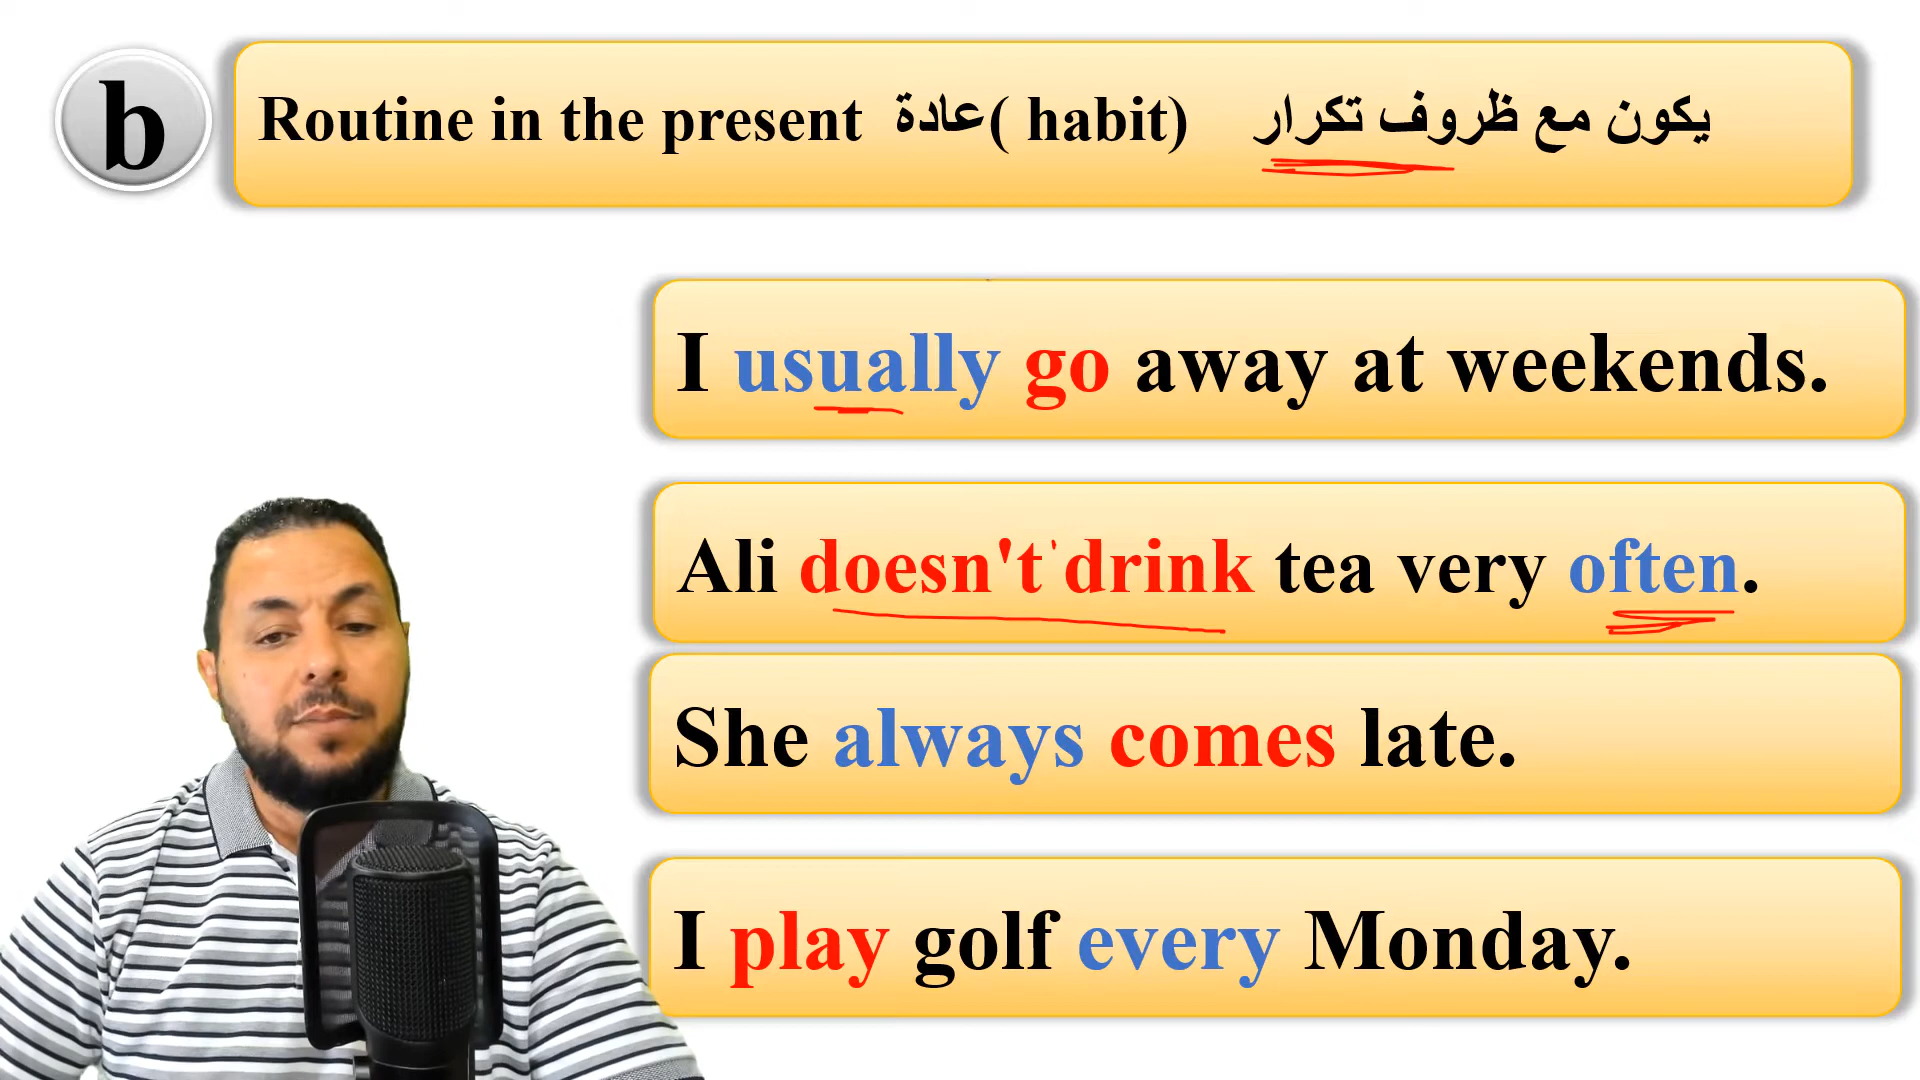 b
Routine in the present عادة( habit) يكون مع ظروف تكرار
I usually go away at weekends.
Ali doesn't drink tea very often.
She always comes late.
I play golf every Monday.